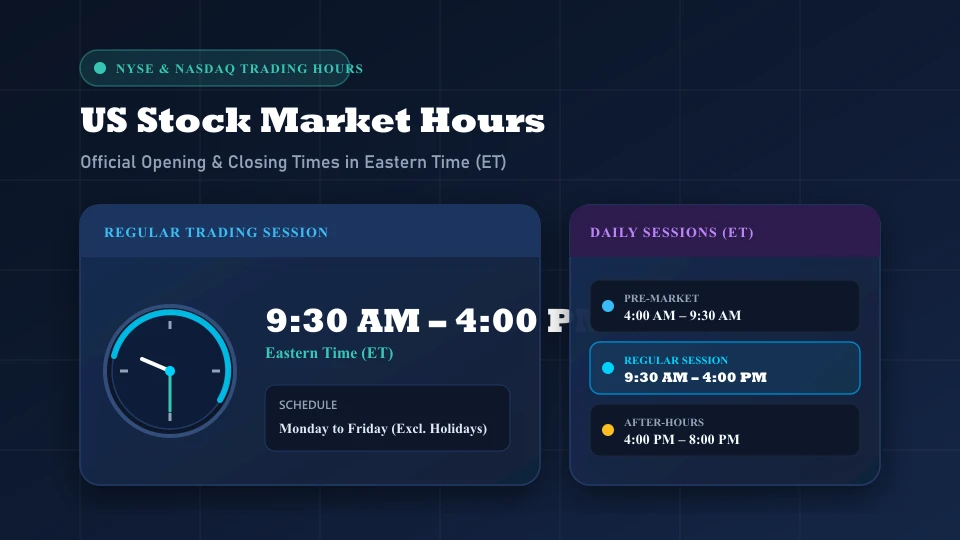 NYSE & NASDAQ TRADING HOURS
US Stock Market Hours
Official Opening & Closing Times in Eastern Time (ET)
REGULAR TRADING SESSION
9:30 AM – 4:00 PM
Eastern Time (ET)
SCHEDULE
Monday to Friday (Excl. Holidays)
DAILY SESSIONS (ET)
PRE-MARKET
4:00 AM – 9:30 AM
REGULAR SESSION
9:30 AM – 4:00 PM
AFTER-HOURS
4:00 PM – 8:00 PM